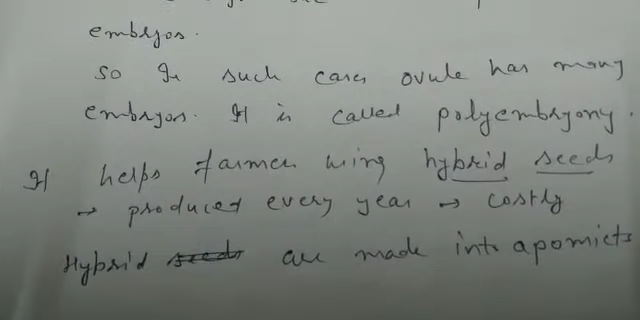 embryos.
so In such cases ovule has many
embryos. It is called polyembryony.
It helps farmer using hybrid seeds
→ produced every year → costly
Hybrid seeds are made into apomicts